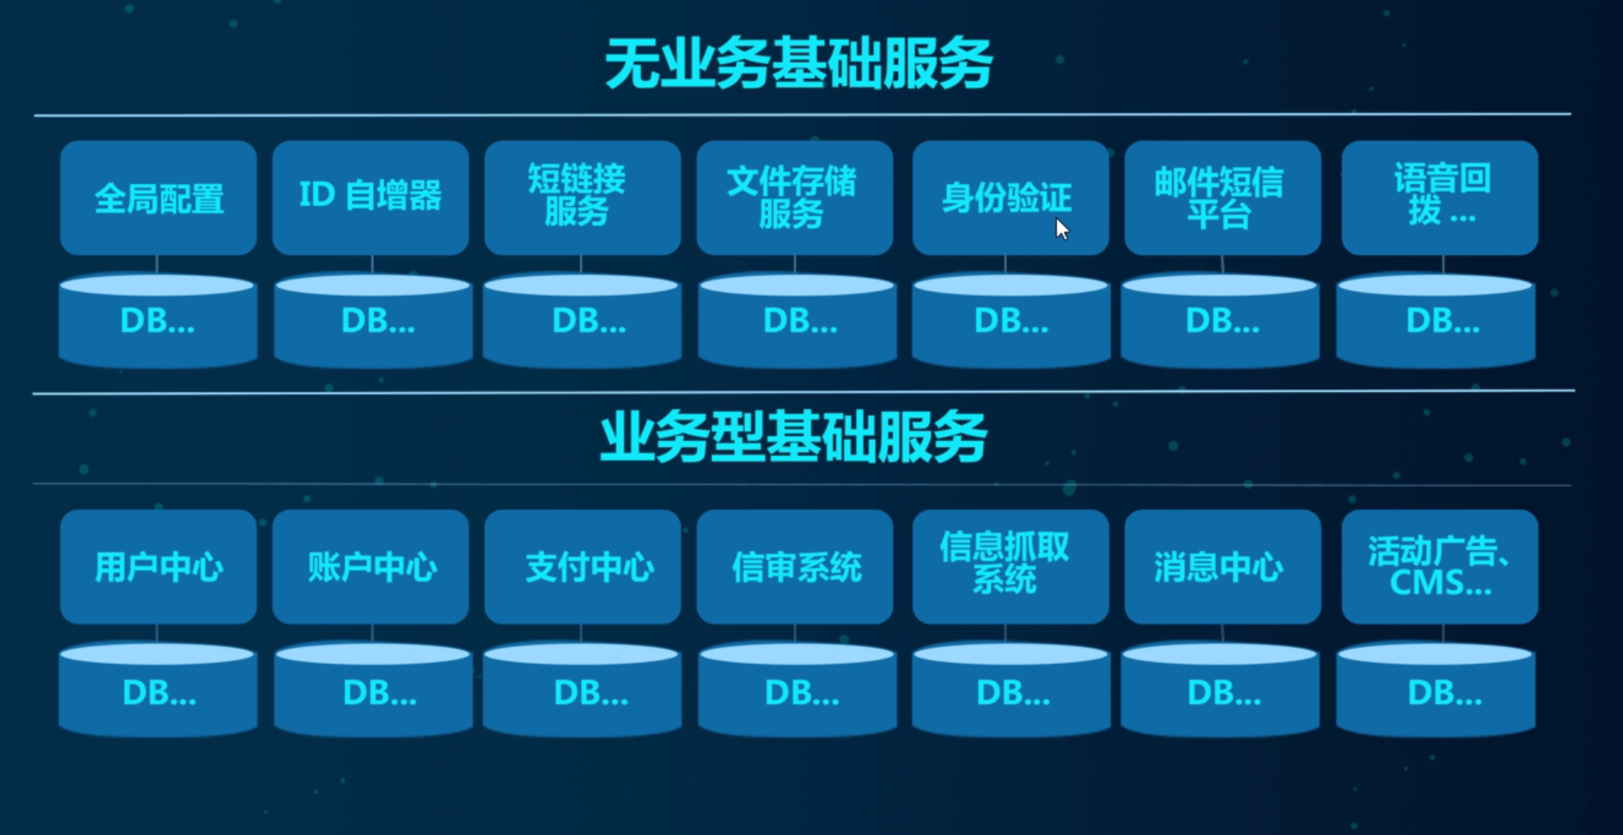 无业务基础服务
全局配置
ID 自增器
短链接
服务
文件存储
服务
身份验证
邮件短信
平台
语音回
拨 ...
DB...
DB...
DB...
DB...
DB...
DB...
DB...
业务型基础服务
用户中心
账户中心
支付中心
信审系统
信息抓取
系统
消息中心
活动广告、
CMS...
DB...
DB...
DB...
DB...
DB...
DB...
DB...